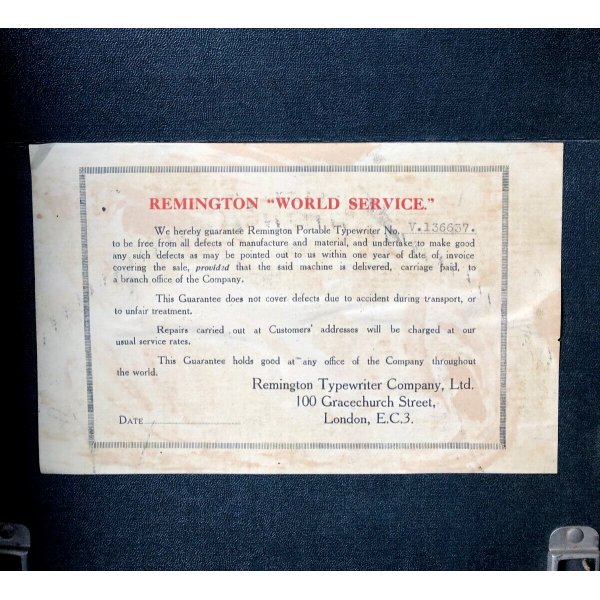 REMINGTON “WORLD SERVICE.”
We hereby guarantee Remington Portable Typewriter No. V.136637.
to be free from all defects of manufacture and material, and undertake to make good
any such defects as may be pointed out to us within one year of date of invoice
covering the sale, provided that the said machine is delivered, carriage paid, to
a branch office of the Company.
This Guarantee does not cover defects due to accident during transport, or
to unfair treatment.
Repairs carried out at Customers’ addresses will be charged at our
usual service rates.
This Guarantee holds good at any office of the Company throughout
the world.
Remington Typewriter Company, Ltd.
100 Gracechurch Street,
London, E.C.3.
DATE